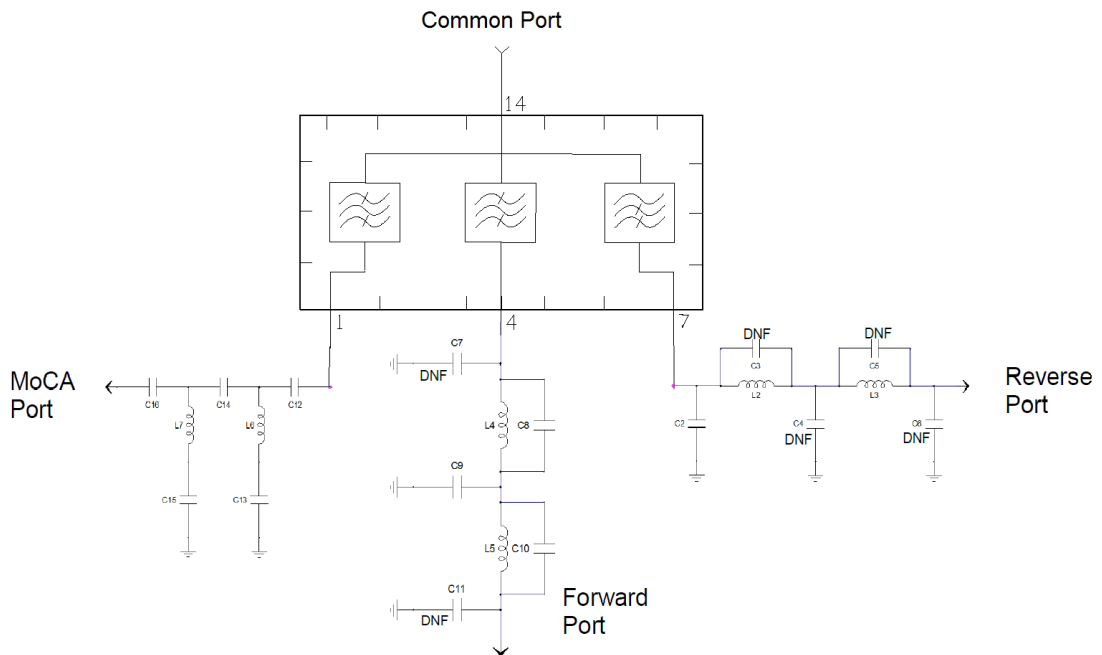 Common Port
14
1
4
7
MoCA
Port
C16
C14
C12
L7
L6
C15
C13
C7
DNF
L4
C8
C9
L5
C10
C11
DNF
Forward
Port
DNF
C3
L2
DNF
C5
L3
C2
C4
DNF
C6
DNF
Reverse
Port